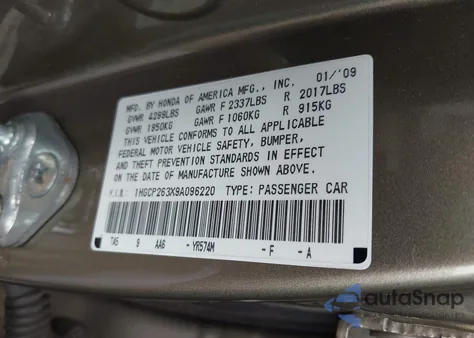 MFD. BY HONDA OF AMERICA MFG., INC. 01/'09
GVWR 4299LBS GAWR F 2337LBS R 2017LBS
GVWR 1950KG GAWR F 1060KG R 915KG
THIS VEHICLE CONFORMS TO ALL APPLICABLE
FEDERAL MOTOR VEHICLE SAFETY, BUMPER,
AND THEFT PREVENTION STANDARDS IN EFFECT
ON THE DATE OF MANUFACTURE SHOWN ABOVE.
V.I.N.: 1HGCP263X9A096220 TYPE: PASSENGER CAR
TA5 9 AA6 -YR574M -F -A
autoSnap